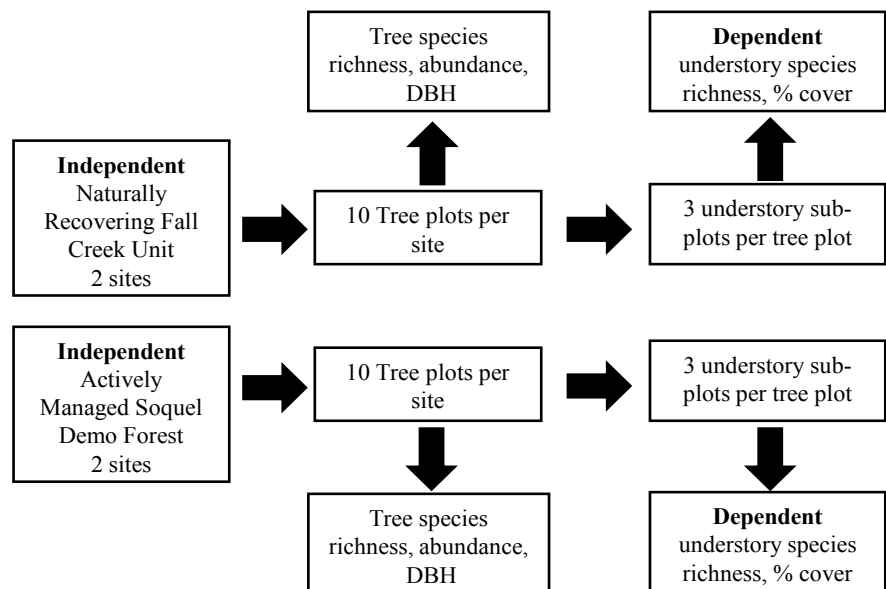 Tree species
richness, abundance,
DBH
Dependent
understory species
richness, % cover
Independent
Naturally
Recovering Fall
Creek Unit
2 sites
10 Tree plots per
site
3 understory sub-
plots per tree plot
Independent
Actively
Managed Soquel
Demo Forest
2 sites
10 Tree plots per
site
3 understory sub-
plots per tree plot
Tree species
richness, abundance,
DBH
Dependent
understory species
richness, % cover